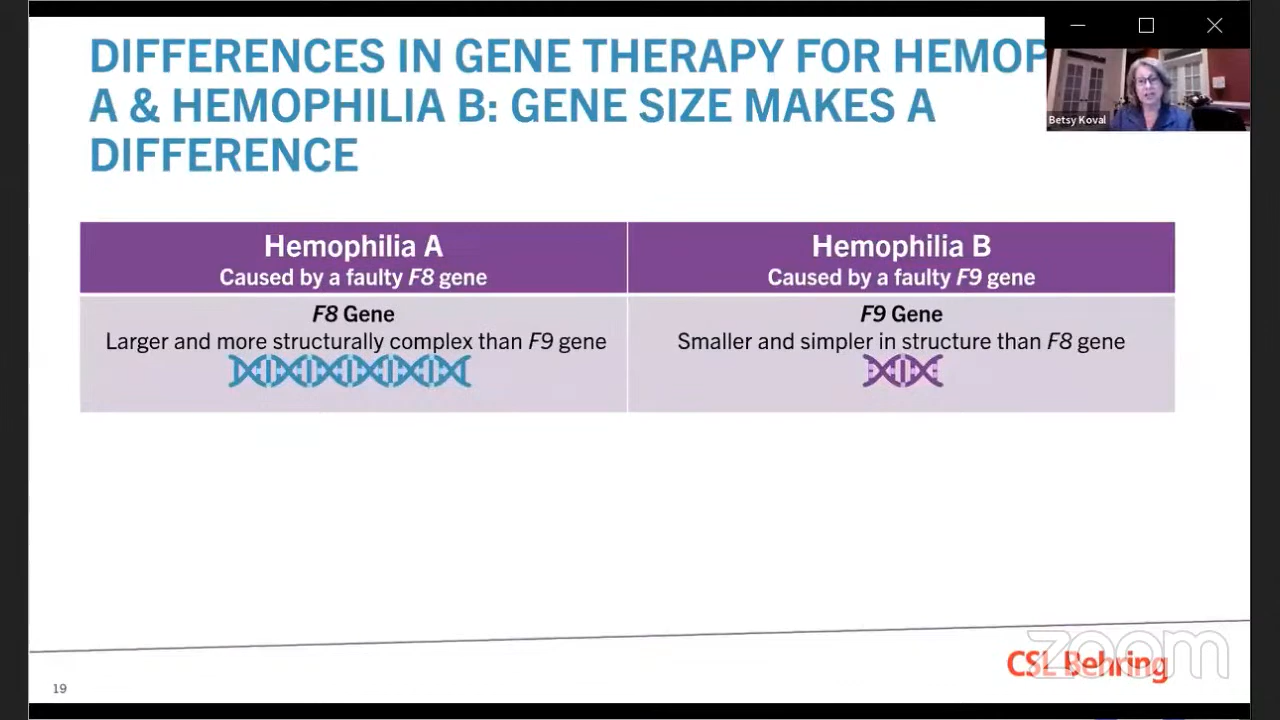 DIFFERENCES IN GENE THERAPY FOR HEMOP
A & HEMOPHILIA B: GENE SIZE MAKES A
DIFFERENCE
Betsy Koval
Hemophilia A
Caused by a faulty F8 gene
Hemophilia B
Caused by a faulty F9 gene
F8 Gene
Larger and more structurally complex than F9 gene
F9 Gene
Smaller and simpler in structure than F8 gene
CSL Behring
zoom
19